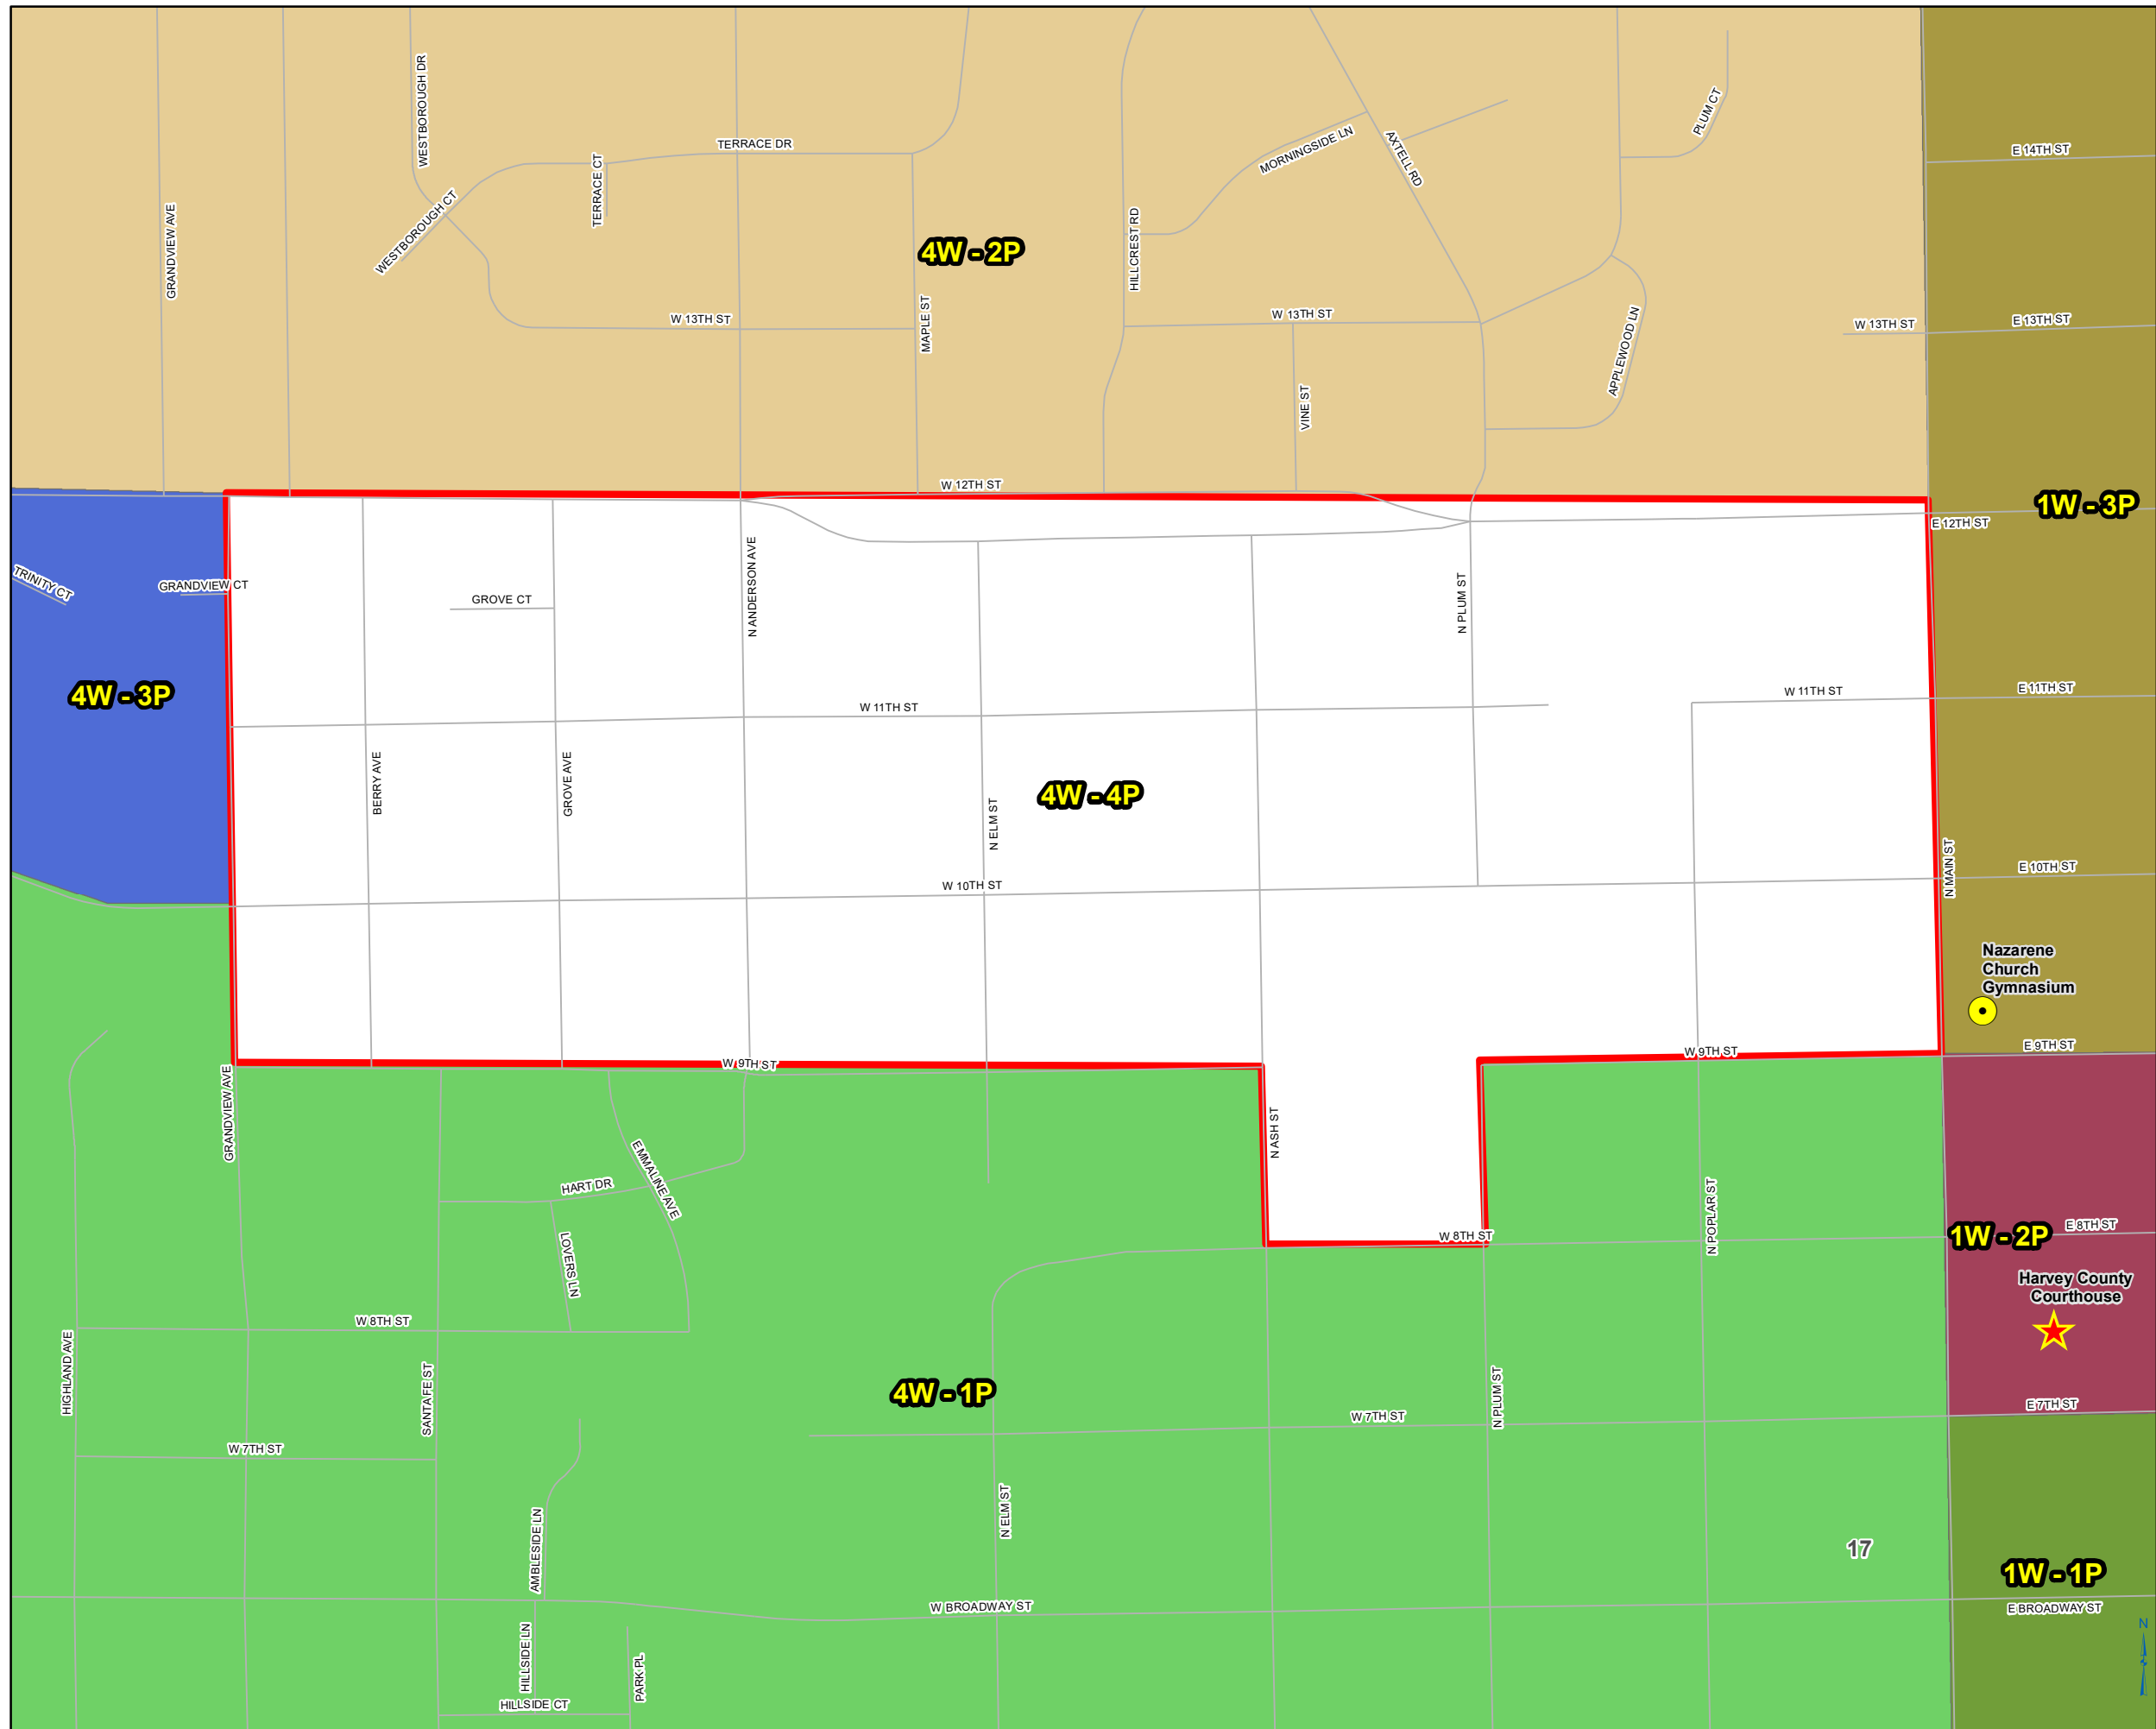 WESTBOROUGH DR
PLUM CT
MORNINGSIDE LN
AXTELL RD
TERRACE DR
E 14TH ST
TERRACE CT
GRANDVIEW AVE
WESTBOROUGH CT
HILLCREST RD
4W - 2P
W 13TH ST
MAPLE ST
W 13TH ST
APPLEWOOD LN
W 13TH ST
E 13TH ST
VINE ST
W 12TH ST
1W - 3P
E 12TH ST
TRINITY CT
GRANDVIEW CT
GROVE CT
N ANDERSON AVE
N PLUM ST
4W - 3P
W 11TH ST
W 11TH ST
E 11TH ST
BERRY AVE
GROVE AVE
4W - 4P
N ELM ST
W 10TH ST
N MAIN ST
E 10TH ST
Nazarene
Church
Gymnasium
W 9TH ST
W 9TH ST
E 9TH ST
GRANDVIEW AVE
N ASH ST
EMMALINE AVE
HART DR
LOVERS LN
N POPLAR ST
W 8TH ST
E 8TH ST
1W - 2P
Harvey County
Courthouse
W 8TH ST
HIGHLAND AVE
SANTA FE ST
4W - 1P
N PLUM ST
W 7TH ST
E 7TH ST
W 7TH ST
N ELM ST
AMBLESIDE LN
17
1W - 1P
W BROADWAY ST
E BROADWAY ST
N
HILLSIDE LN
PARK PL
HILLSIDE CT